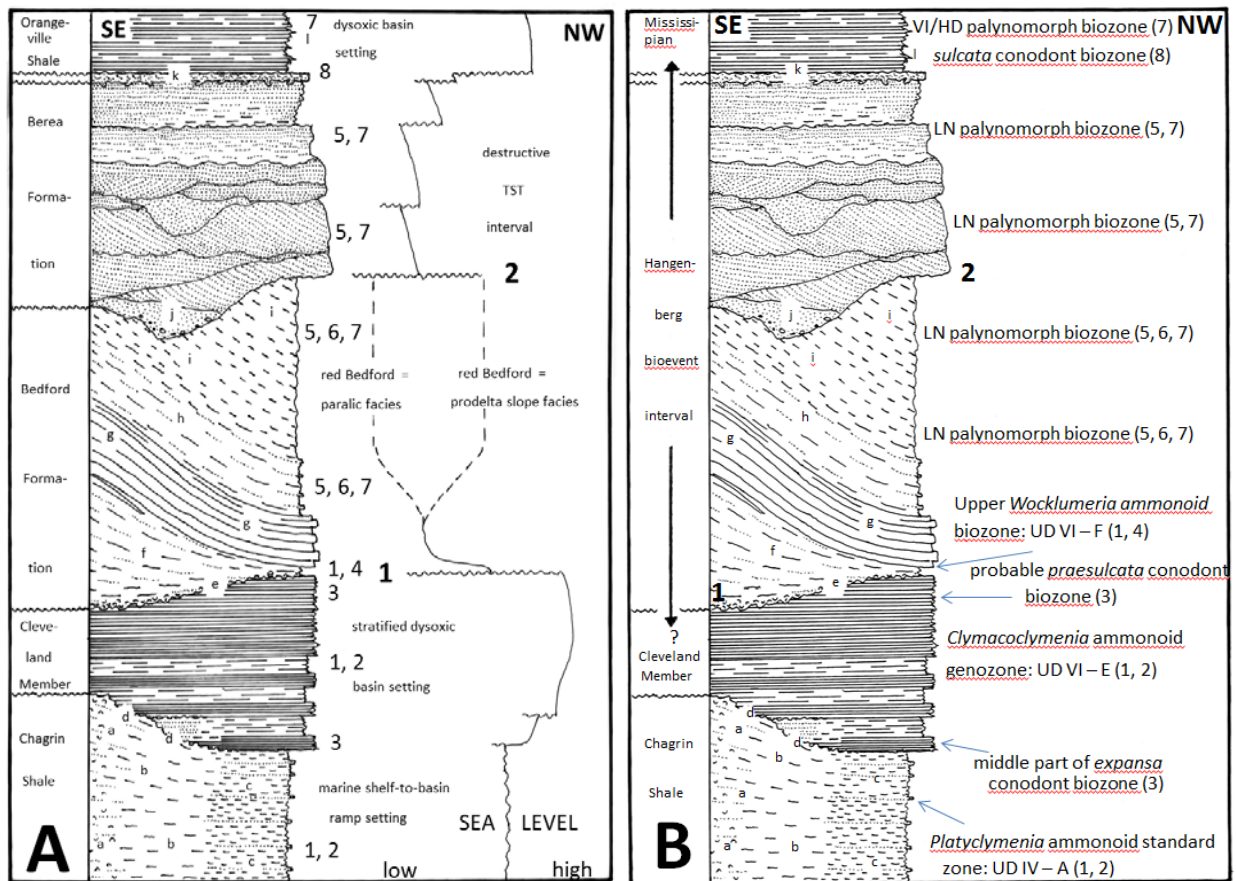 Orange-
ville
Shale
SE
7
8
dysoxic basin
setting
NW
k
Berea
Forma-
tion
5, 7
destructive
TST
interval
5, 7
2
j
i
i
5, 6, 7
red Bedford =
paralic facies
red Bedford =
prodelta slope facies
Bedford
Forma-
tion
h
g
g
5, 6, 7
f
e
1, 4
1
3
Cleve-
land
Member
stratified dysoxic
1, 2
basin setting
d
d
3
Chagrin
Shale
a
b
c
marine shelf-to-basin
ramp setting
SEA LEVEL
a
b
c
1, 2
low
high
A
Mississi-
pian
SE
NW
VI/HD palynomorph biozone (7)
sulcata conodont biozone (8)
k
LN palynomorph biozone (5, 7)
LN palynomorph biozone (5, 7)
2
Hangen-
berg
bioevent
interval
j
i
i
LN palynomorph biozone (5, 6, 7)
h
g
g
LN palynomorph biozone (5, 6, 7)
Upper Wocklumeria ammonoid
biozone: UD VI – F (1, 4)
f
e
1
probable praesulcata conodont
biozone (3)
?
Cleveland
Member
Clymacoclymenia ammonoid
genozone: UD VI – E (1, 2)
d
d
Chagrin
Shale
middle part of expansa
conodont biozone (3)
b
c
a
Platyclymenia ammonoid standard
zone: UD IV – A (1, 2)
a
b
c
B